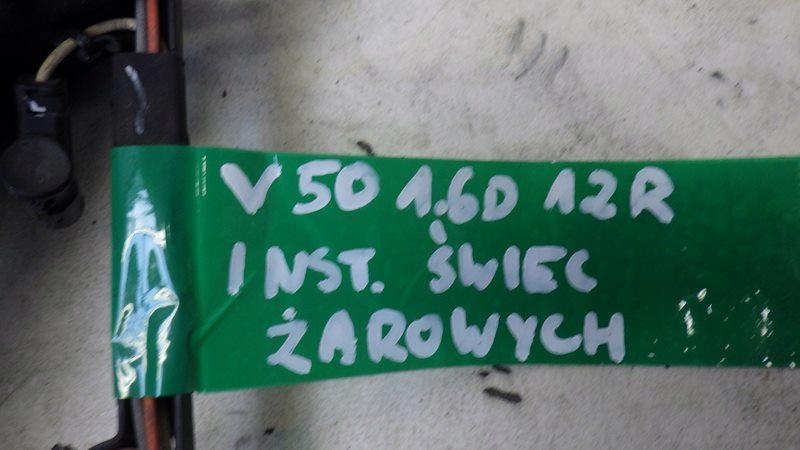 V50 1.6D 12R
INST. ŚWIEC
ŻAROWYCH